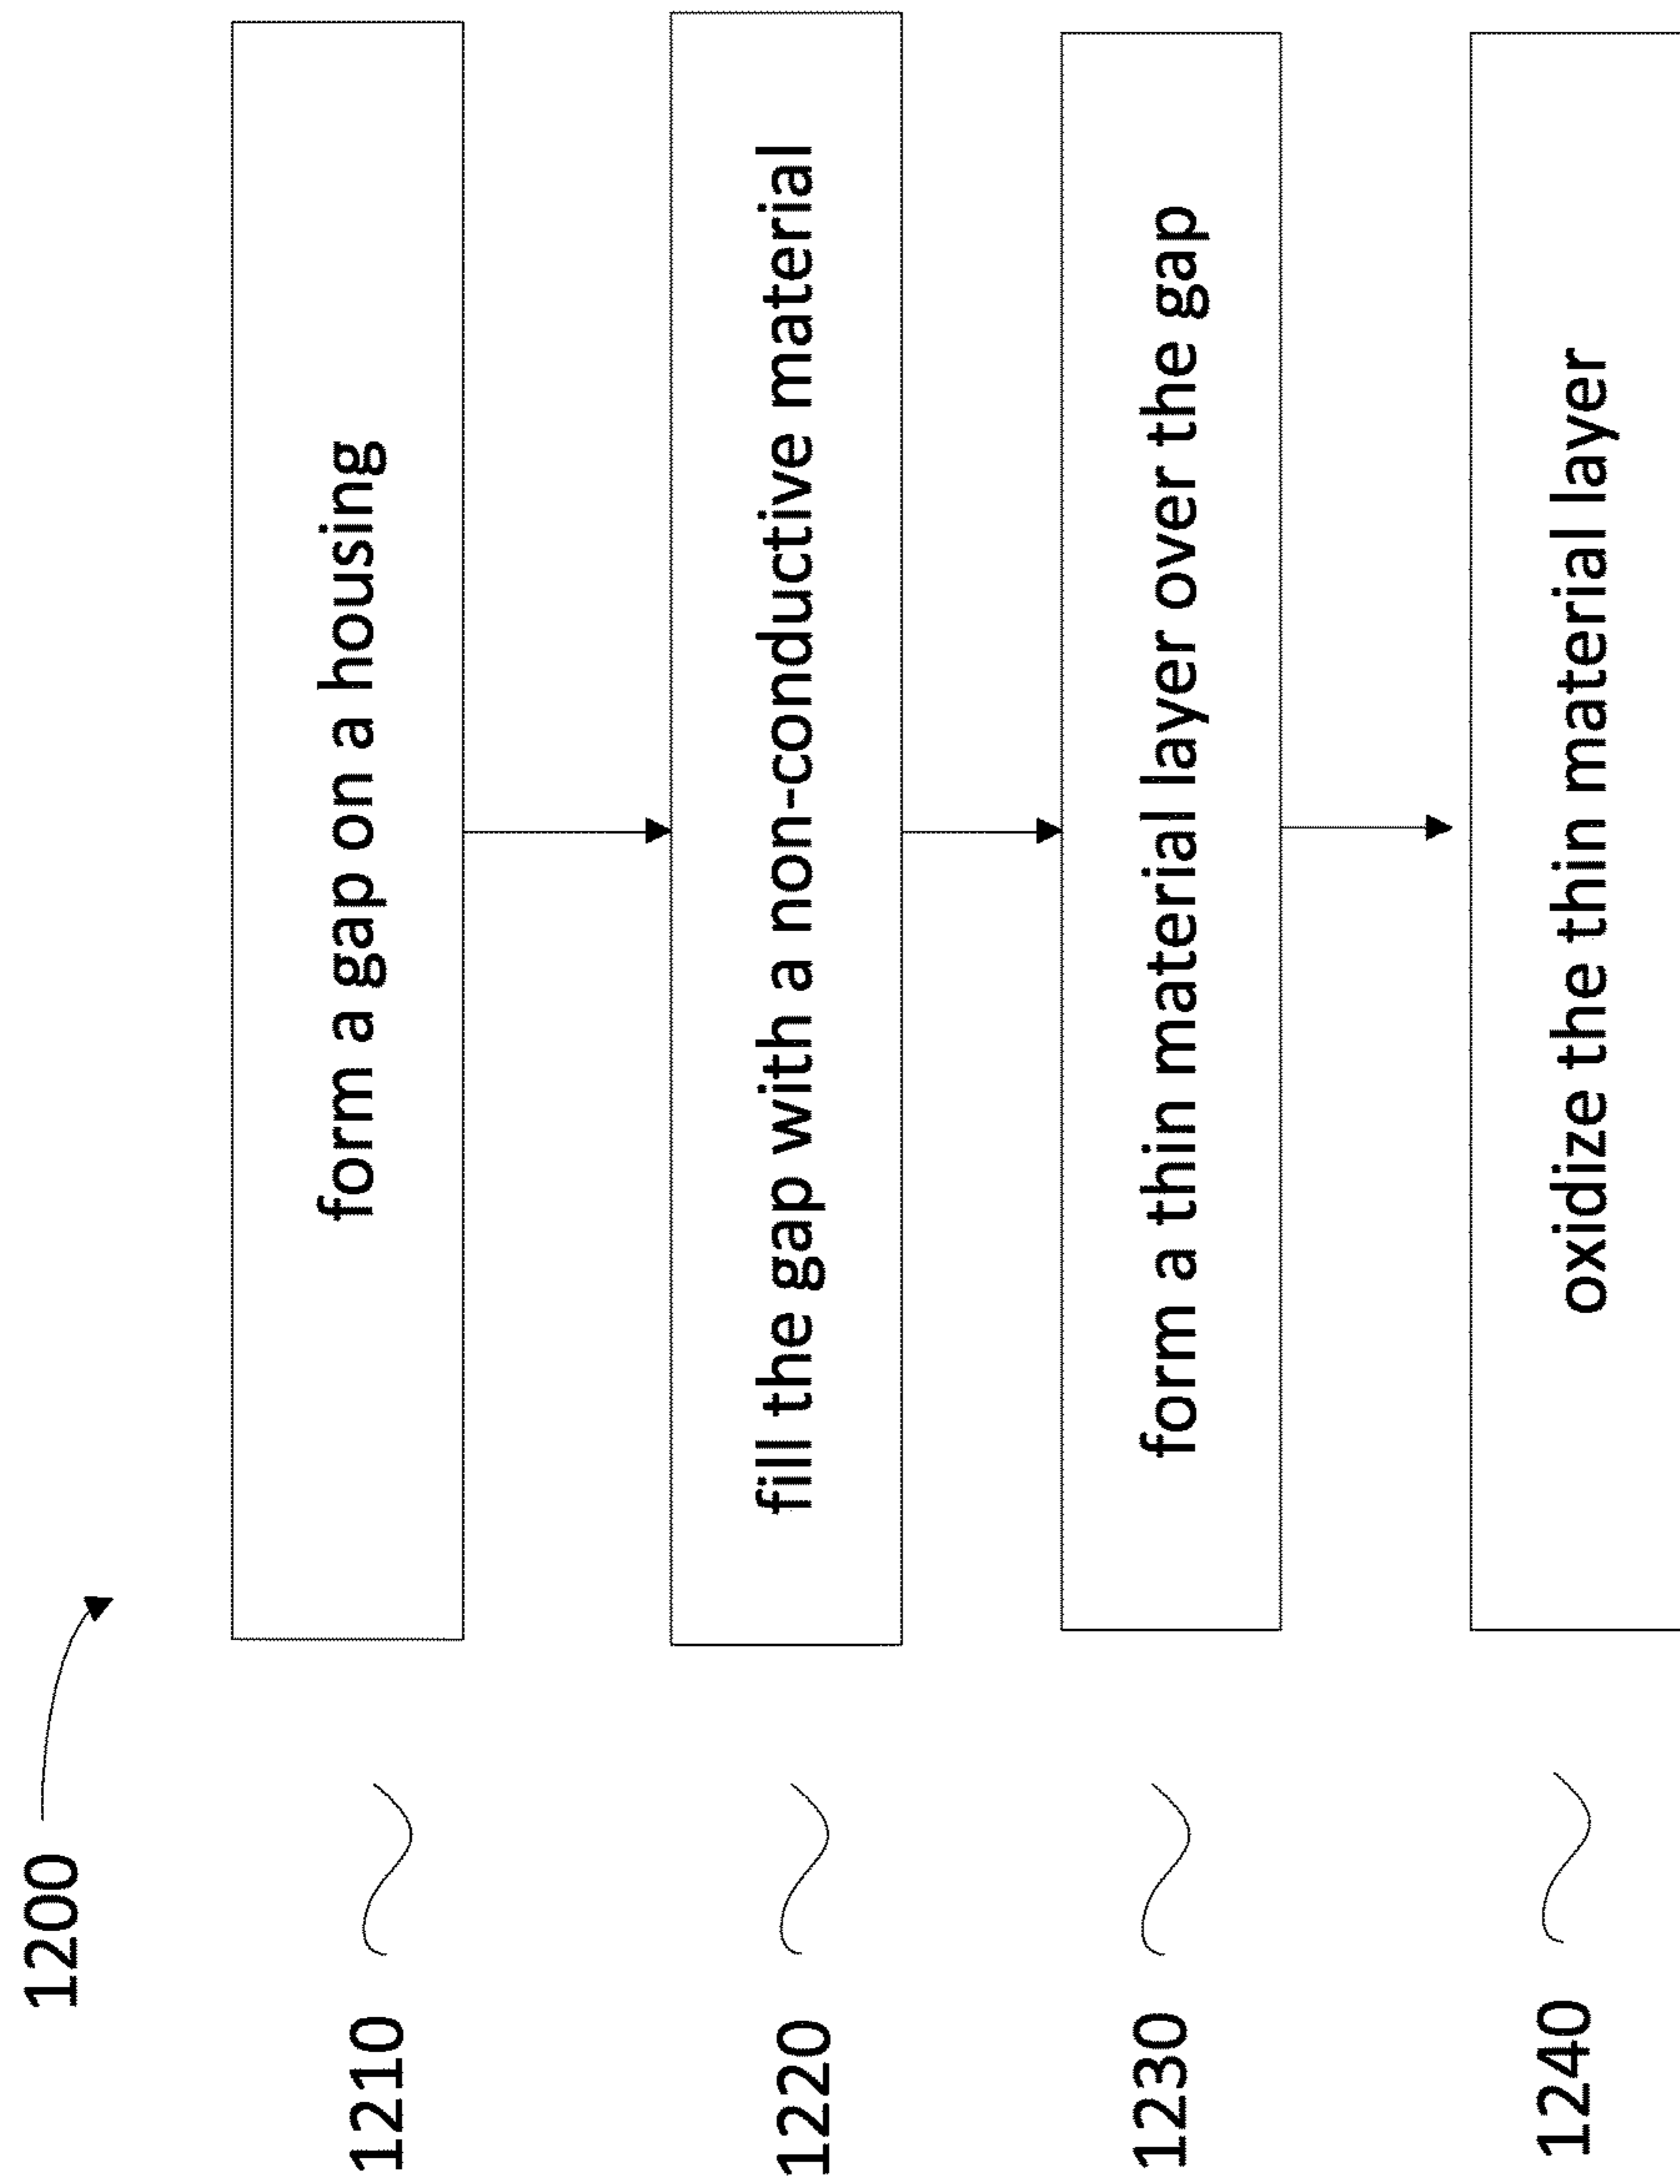 1200
1210
form a gap on a housing
1220
fill the gap with a non-conductive material
1230
form a thin material layer over the gap
1240
oxidize the thin material layer